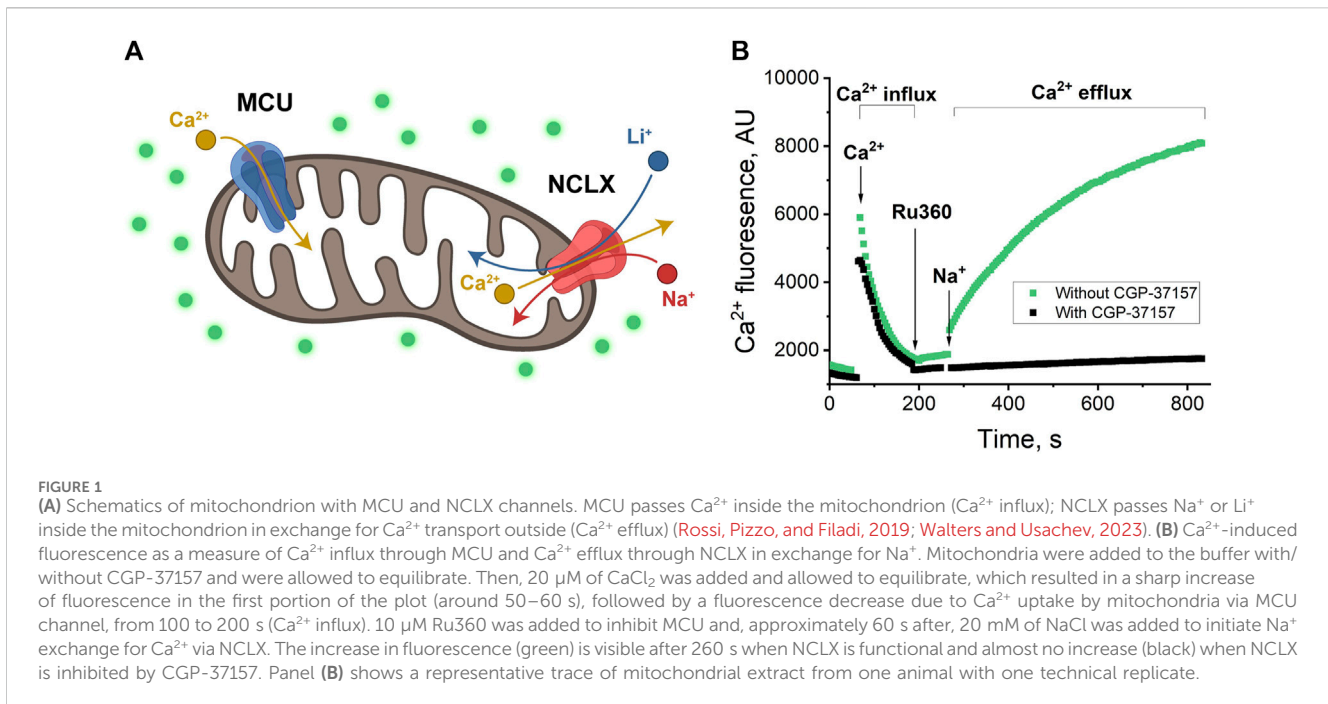 A
MCU
Ca²⁺
Li⁺
NCLX
Ca²⁺
Na⁺
B
10000
8000
6000
4000
2000
Ca²⁺ fluoresence, AU
Ca²⁺ influx
Ca²⁺ efflux
Ca²⁺
Ru360
Na⁺
Without CGP-37157
With CGP-37157
0 200 400 600 800
Time, s
FIGURE 1
(A) Schematics of mitochondrion with MCU and NCLX channels. MCU passes Ca²⁺ inside the mitochondrion (Ca²⁺ influx); NCLX passes Na⁺ or Li⁺
inside the mitochondrion in exchange for Ca²⁺ transport outside (Ca²⁺ efflux) (Rossi, Pizzo, and Filadi, 2019; Walters and Usachev, 2023). (B) Ca²⁺-induced
fluorescence as a measure of Ca²⁺ influx through MCU and Ca²⁺ efflux through NCLX in exchange for Na⁺. Mitochondria were added to the buffer with/
without CGP-37157 and were allowed to equilibrate. Then, 20 µM of CaCl₂ was added and allowed to equilibrate, which resulted in a sharp increase
of fluorescence in the first portion of the plot (around 50–60 s), followed by a fluorescence decrease due to Ca²⁺ uptake by mitochondria via MCU
channel, from 100 to 200 s (Ca²⁺ influx). 10 µM Ru360 was added to inhibit MCU and, approximately 60 s after, 20 mM of NaCl was added to initiate Na⁺
exchange for Ca²⁺ via NCLX. The increase in fluorescence (green) is visible after 260 s when NCLX is functional and almost no increase (black) when NCLX
is inhibited by CGP-37157. Panel (B) shows a representative trace of mitochondrial extract from one animal with one technical replicate.